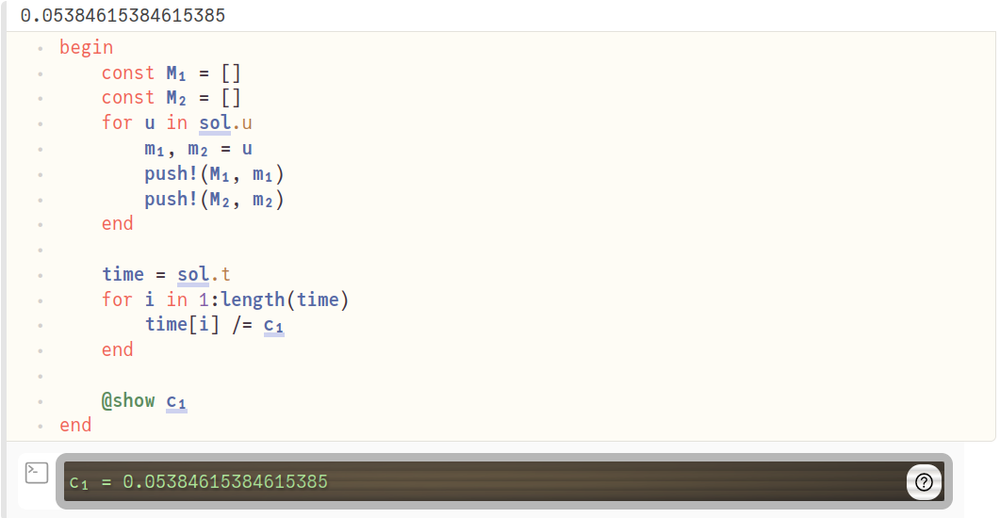 0.05384615384615385
begin
    const M₁ = []
    const M₂ = []
    for u in sol.u
        m₁, m₂ = u
        push!(M₁, m₁)
        push!(M₂, m₂)
    end

    time = sol.t
    for i in 1:length(time)
        time[i] /= c₁
    end

    @show c₁
end
c₁ = 0.05384615384615385